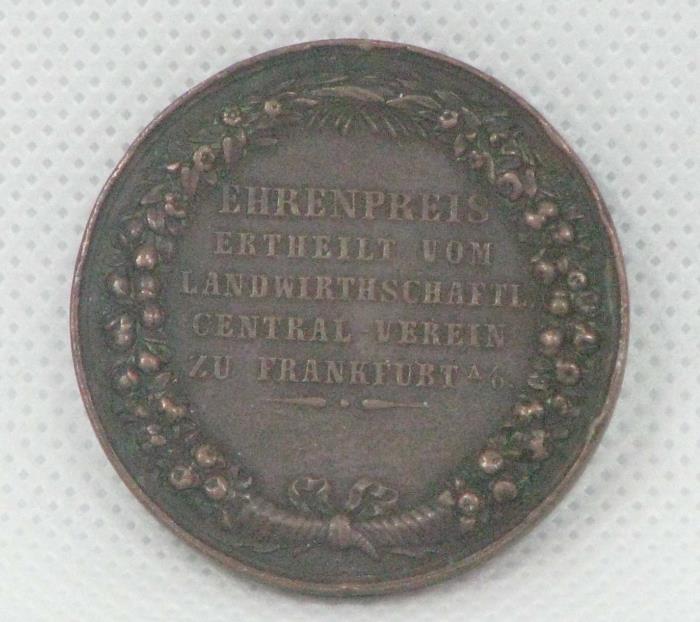 EHRENPREIS
ERTHEILT VOM
LANDWIRTHSCHAFTL.
CENTRAL-VEREIN
ZU FRANKFURT A/O.